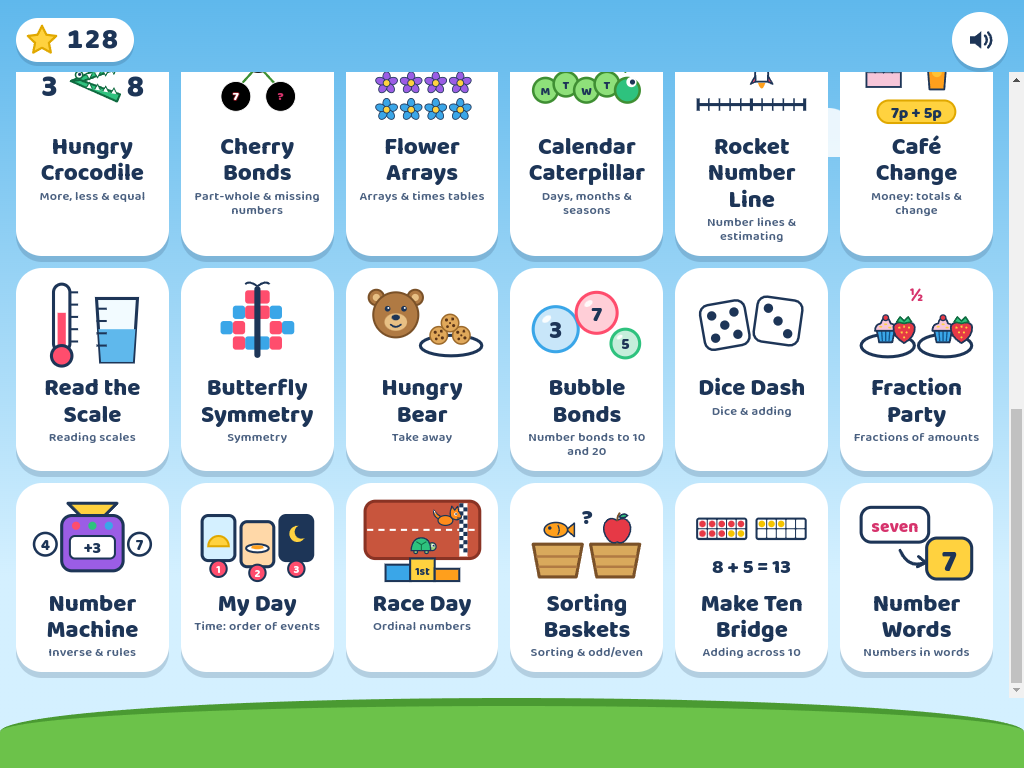 128
3 8
7 ?
M T W T
7p + 5p
Hungry
Crocodile
More, less & equal
Cherry
Bonds
Part-whole & missing
numbers
Flower
Arrays
Arrays & times tables
Calendar
Caterpillar
Days, months &
seasons
Rocket
Number
Line
Number lines &
estimating
Café
Change
Money: totals &
change
Read the
Scale
Reading scales
Butterfly
Symmetry
Symmetry
Hungry
Bear
Take away
3 7 5
Bubble
Bonds
Number bonds to 10
and 20
Dice Dash
Dice & adding
½
Fraction
Party
Fractions of amounts
4 +3 7
Number
Machine
Inverse & rules
1 2 3
My Day
Time: order of events
1st
Race Day
Ordinal numbers
?
Sorting
Baskets
Sorting & odd/even
8 + 5 = 13
Make Ten
Bridge
Adding across 10
seven
7
Number
Words
Numbers in words